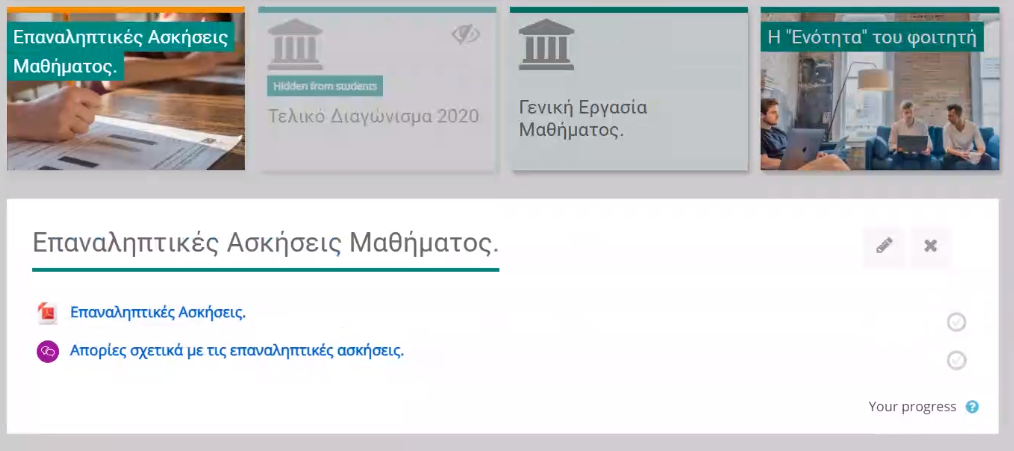 Επαναληπτικές Ασκήσεις
Μαθήματος.
Hidden from students
Τελικό Διαγώνισμα 2020
Γενική Εργασία
Μαθήματος.
Η "Ενότητα" του φοιτητή
Επαναληπτικές Ασκήσεις Μαθήματος.
Επαναληπτικές Ασκήσεις.
Απορίες σχετικά με τις επαναληπτικές ασκήσεις.
Your progress